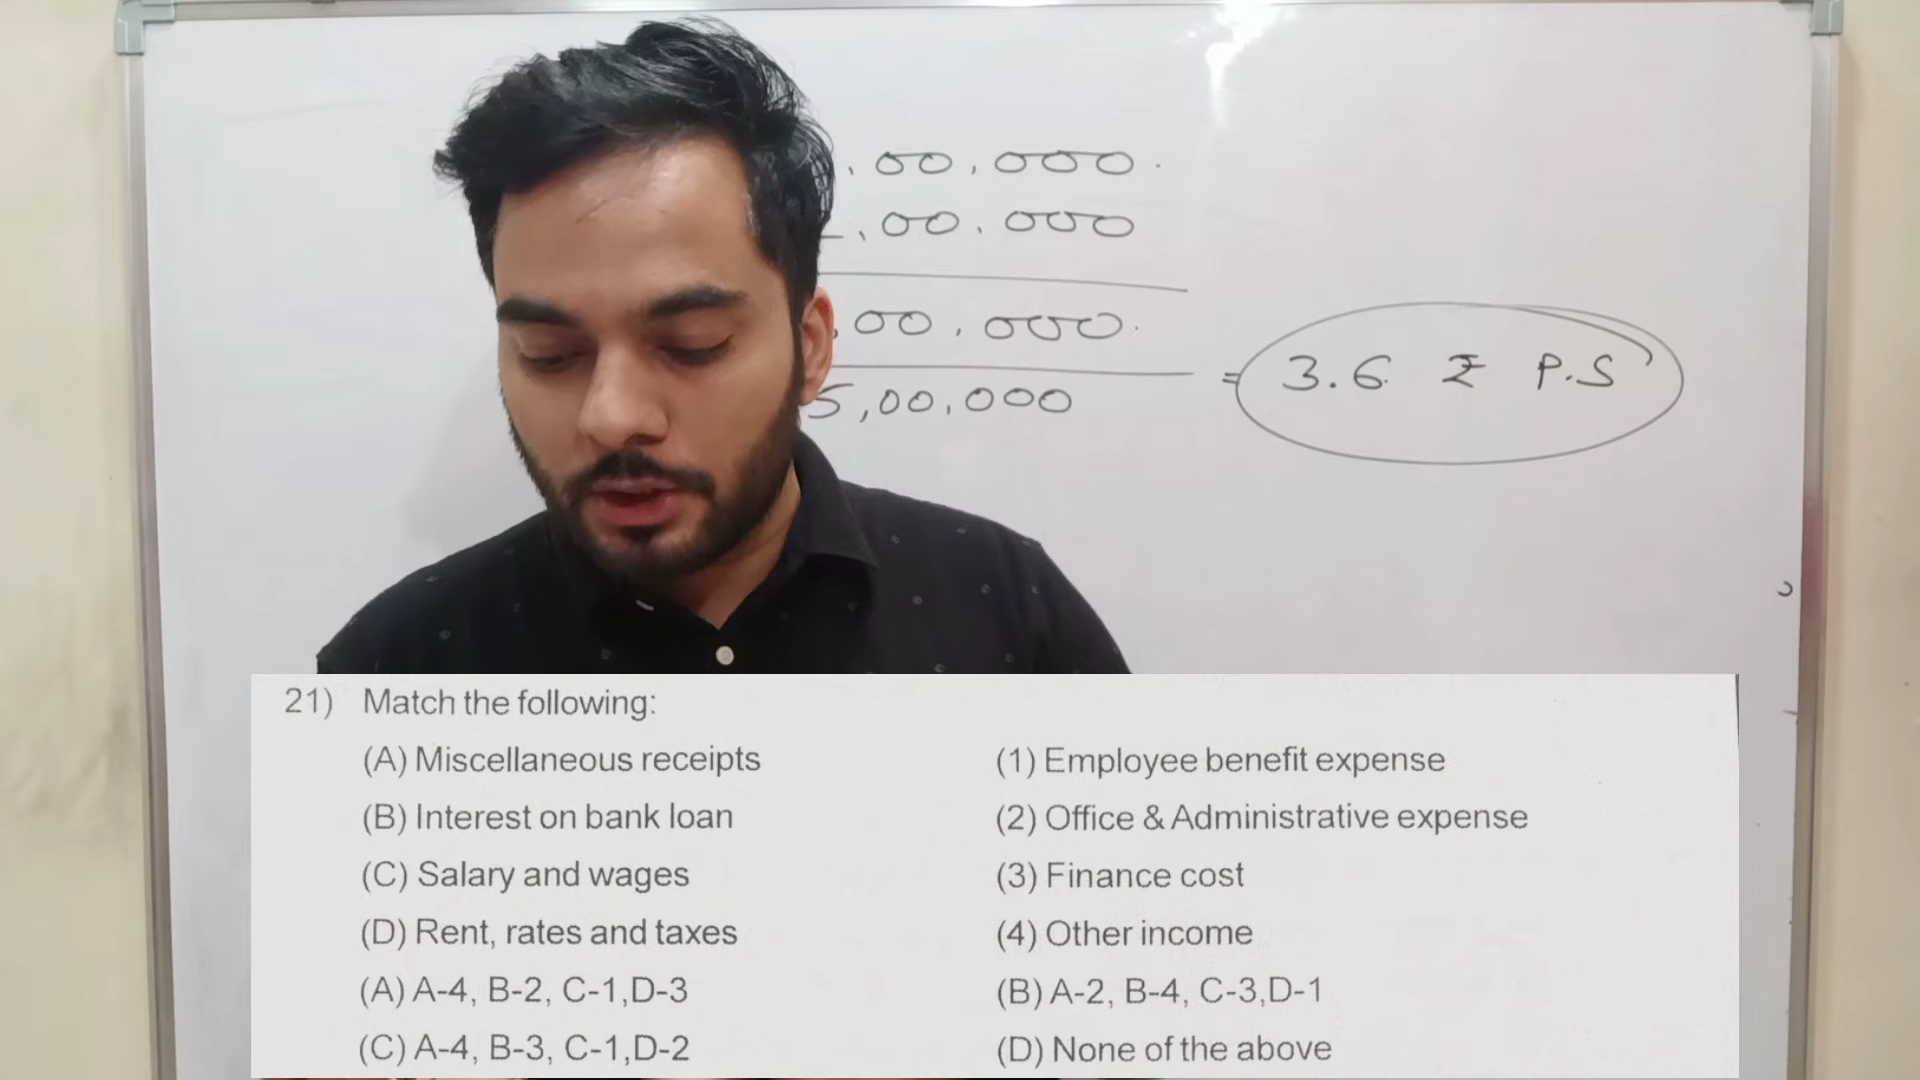 ,00,000.
,00,000
,00,000.
5,00,000
= 3.6 ₹ P.S
21) Match the following:
(A) Miscellaneous receipts (1) Employee benefit expense
(B) Interest on bank loan (2) Office & Administrative expense
(C) Salary and wages (3) Finance cost
(D) Rent, rates and taxes (4) Other income
(A) A-4, B-2, C-1,D-3 (B) A-2, B-4, C-3,D-1
(C) A-4, B-3, C-1,D-2 (D) None of the above